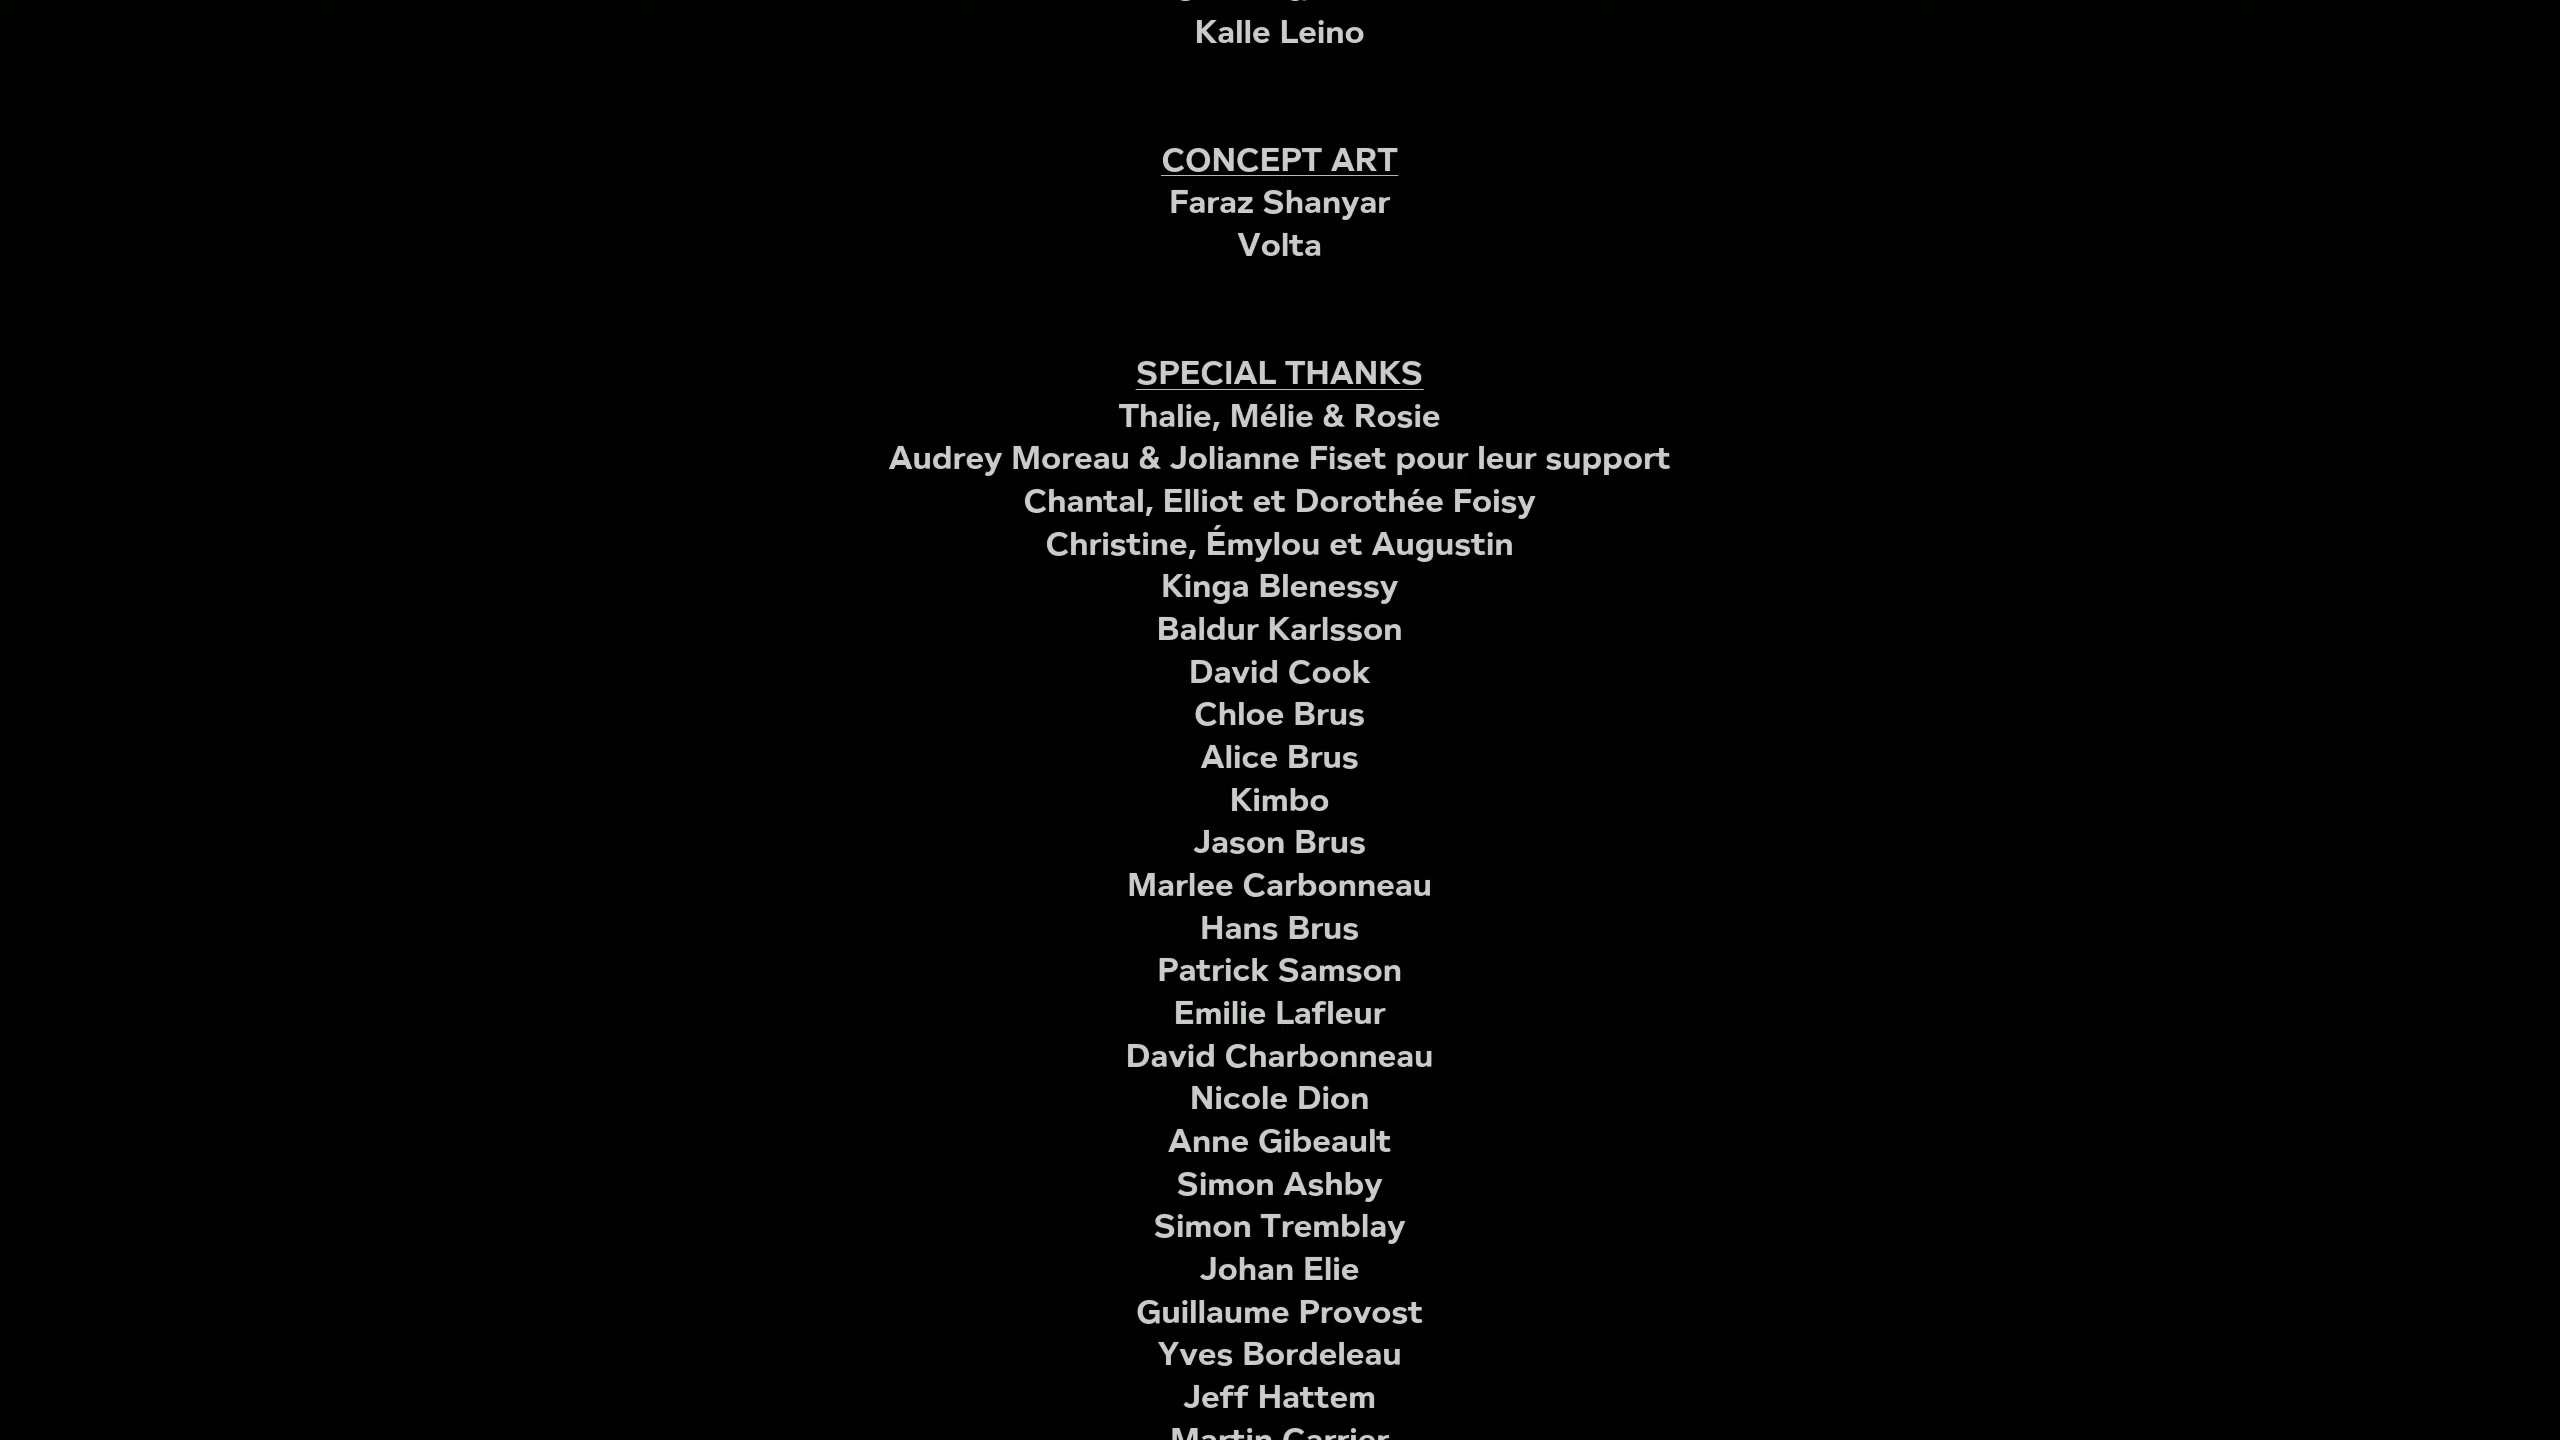 Kalle Leino
CONCEPT ART
Faraz Shanyar
Volta
SPECIAL THANKS
Thalie, Mélie & Rosie
Audrey Moreau & Jolianne Fiset pour leur support
Chantal, Elliot et Dorothée Foisy
Christine, Émylou et Augustin
Kinga Blenessy
Baldur Karlsson
David Cook
Chloe Brus
Alice Brus
Kimbo
Jason Brus
Marlee Carbonneau
Hans Brus
Patrick Samson
Emilie Lafleur
David Charbonneau
Nicole Dion
Anne Gibeault
Simon Ashby
Simon Tremblay
Johan Elie
Guillaume Provost
Yves Bordeleau
Jeff Hattem
Martin Carrier